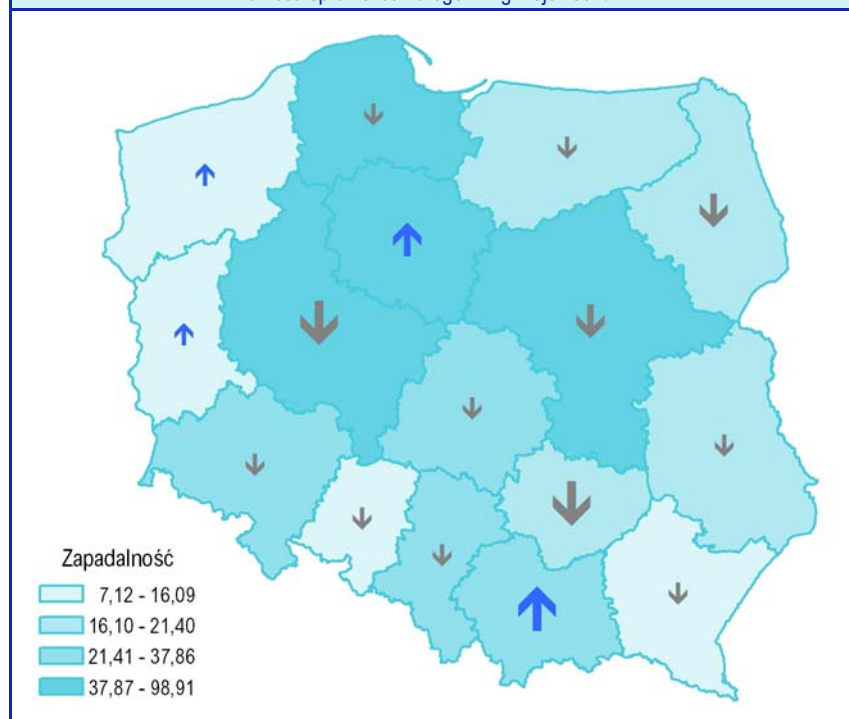 Zapadalność
7,12 - 16,09
16,10 - 21,40
21,41 - 37,86
37,87 - 98,91